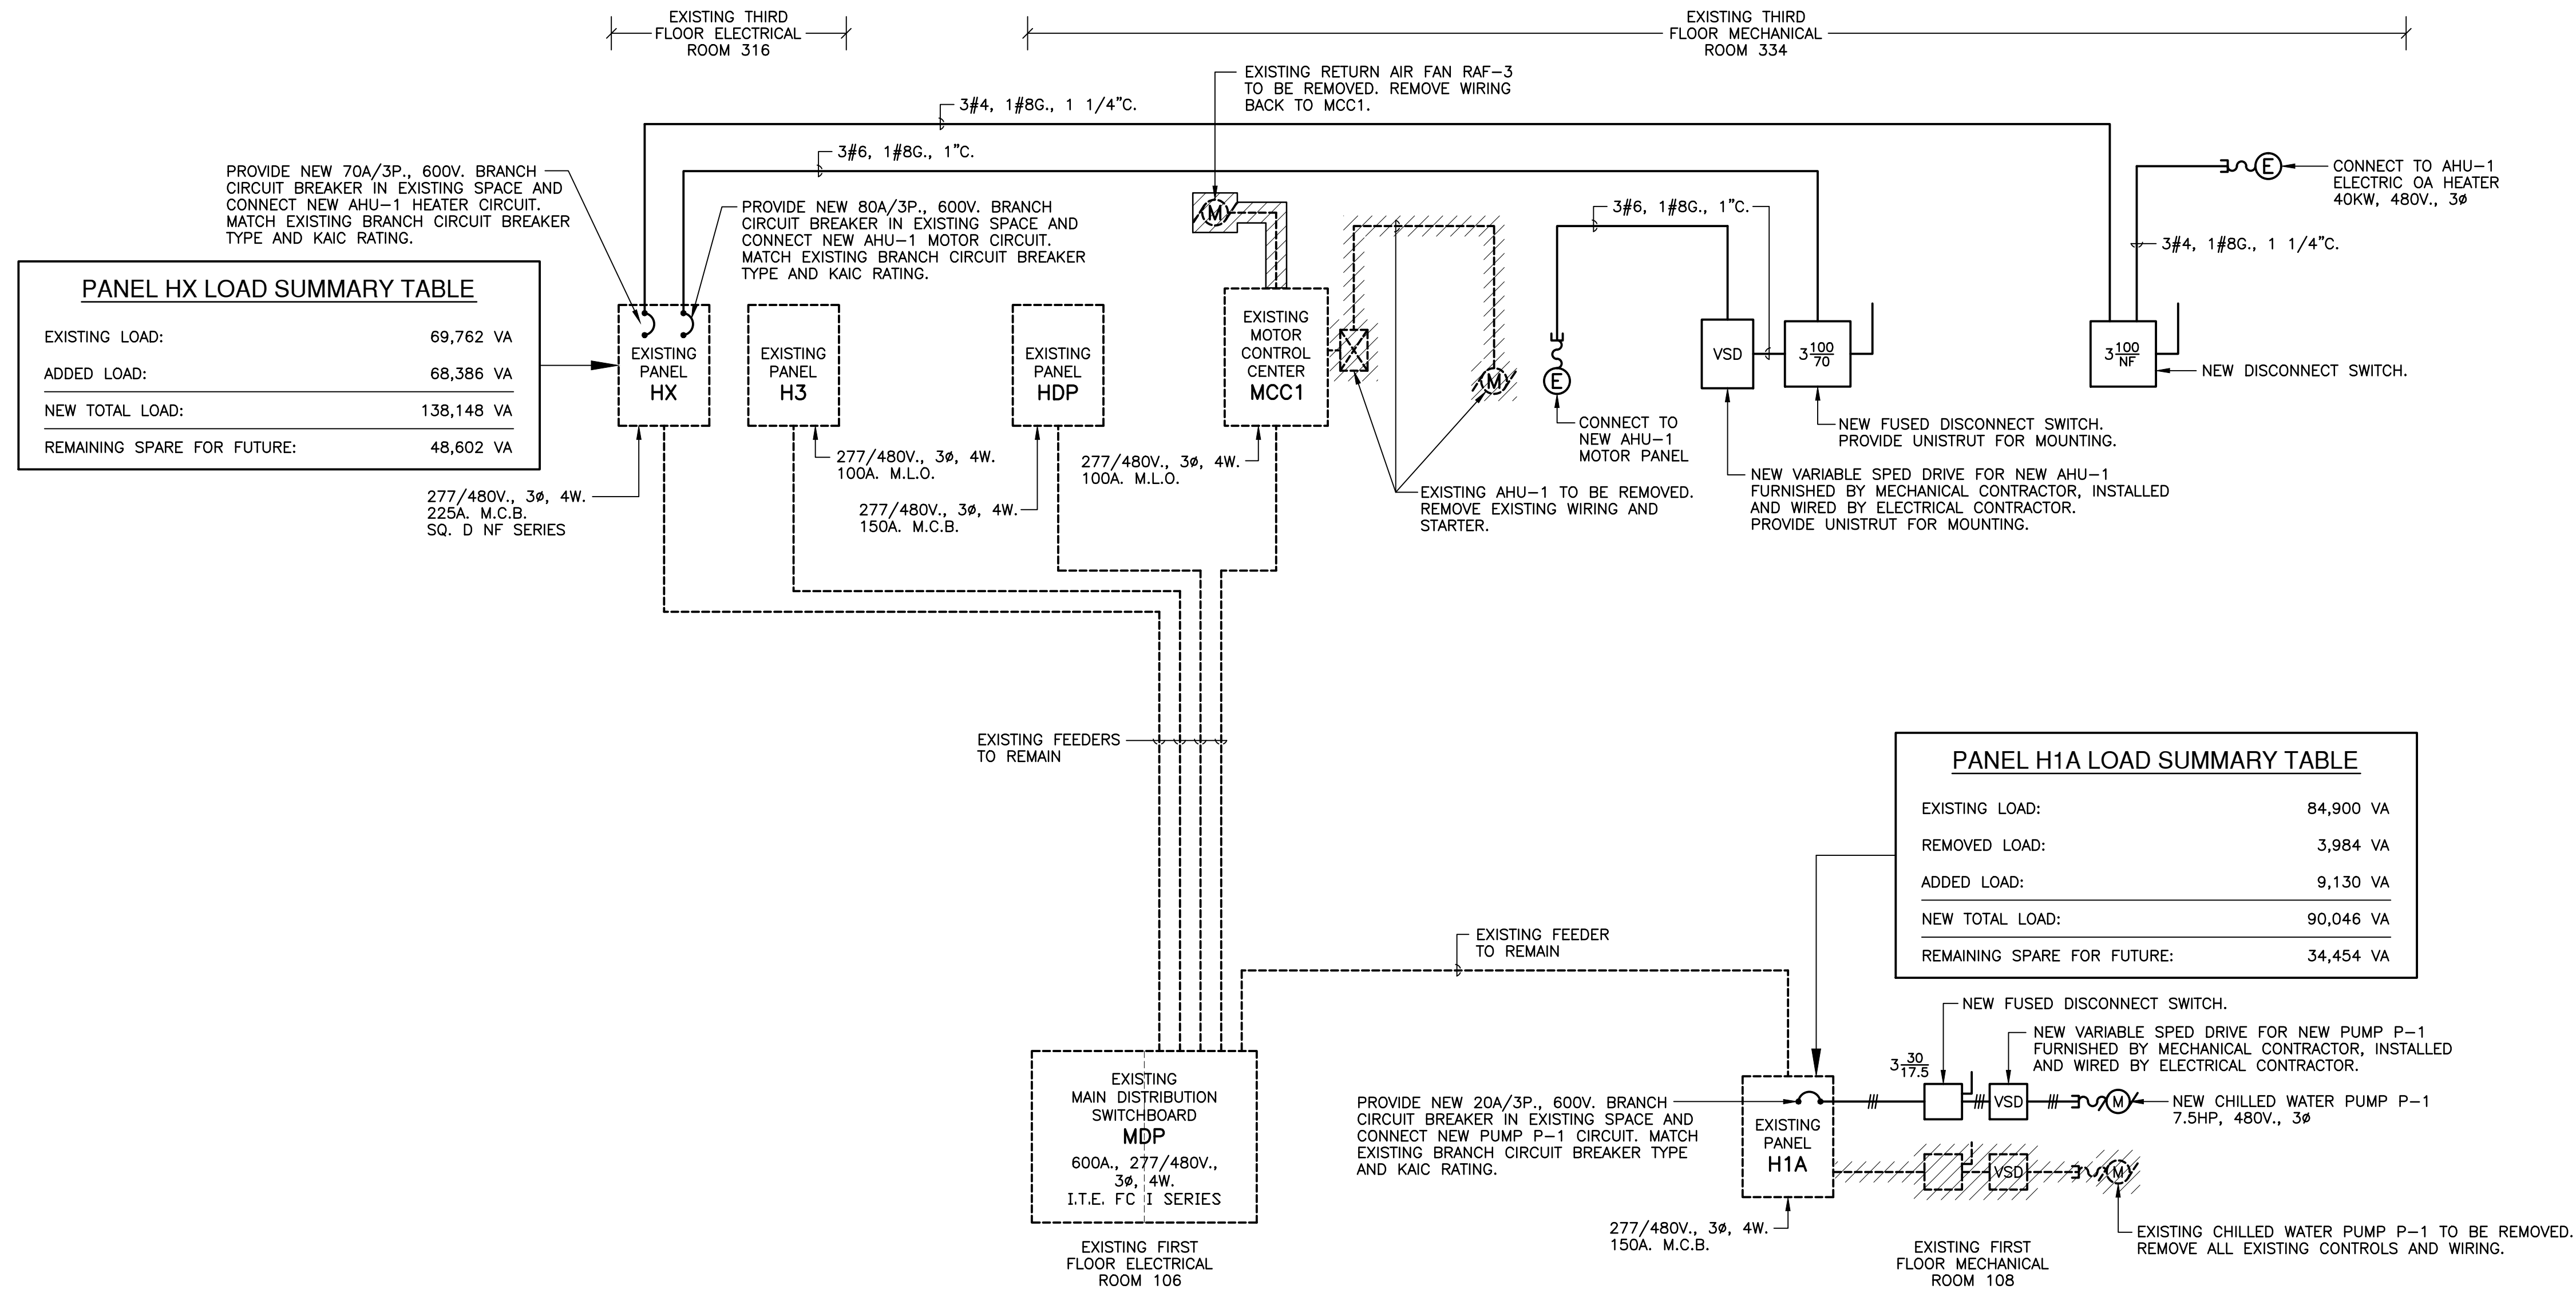 EXISTING THIRD
FLOOR ELECTRICAL
ROOM 316
EXISTING THIRD
FLOOR MECHANICAL
ROOM 334
EXISTING RETURN AIR FAN RAF-3
TO BE REMOVED. REMOVE WIRING
BACK TO MCC1.
3#4, 1#8G., 1 1/4"C.
3#6, 1#8G., 1"C.
PROVIDE NEW 70A/3P., 600V. BRANCH
CIRCUIT BREAKER IN EXISTING SPACE AND
CONNECT NEW AHU-1 HEATER CIRCUIT.
MATCH EXISTING BRANCH CIRCUIT BREAKER
TYPE AND KAIC RATING.
PROVIDE NEW 80A/3P., 600V. BRANCH
CIRCUIT BREAKER IN EXISTING SPACE AND
CONNECT NEW AHU-1 MOTOR CIRCUIT.
MATCH EXISTING BRANCH CIRCUIT BREAKER
TYPE AND KAIC RATING.
M
3#6, 1#8G., 1"C.
E
CONNECT TO AHU-1
ELECTRIC OA HEATER
40KW, 480V., 3ø
3#4, 1#8G., 1 1/4"C.
PANEL HX LOAD SUMMARY TABLE
EXISTING LOAD: 69,762 VA
ADDED LOAD: 68,386 VA
NEW TOTAL LOAD: 138,148 VA
REMAINING SPARE FOR FUTURE: 48,602 VA
EXISTING
PANEL
HX
EXISTING
PANEL
H3
EXISTING
PANEL
HDP
EXISTING
MOTOR
CONTROL
CENTER
MCC1
M
E
VSD
3 100/70
3 100/NF
NEW DISCONNECT SWITCH.
CONNECT TO
NEW AHU-1
MOTOR PANEL
NEW FUSED DISCONNECT SWITCH.
PROVIDE UNISTRUT FOR MOUNTING.
277/480V., 3ø, 4W.
225A. M.C.B.
SQ. D NF SERIES
277/480V., 3ø, 4W.
100A. M.L.O.
277/480V., 3ø, 4W.
150A. M.C.B.
277/480V., 3ø, 4W.
100A. M.L.O.
EXISTING AHU-1 TO BE REMOVED.
REMOVE EXISTING WIRING AND
STARTER.
NEW VARIABLE SPED DRIVE FOR NEW AHU-1
FURNISHED BY MECHANICAL CONTRACTOR, INSTALLED
AND WIRED BY ELECTRICAL CONTRACTOR.
PROVIDE UNISTRUT FOR MOUNTING.
EXISTING FEEDERS
TO REMAIN
PANEL H1A LOAD SUMMARY TABLE
EXISTING LOAD: 84,900 VA
REMOVED LOAD: 3,984 VA
ADDED LOAD: 9,130 VA
NEW TOTAL LOAD: 90,046 VA
REMAINING SPARE FOR FUTURE: 34,454 VA
EXISTING FEEDER
TO REMAIN
NEW FUSED DISCONNECT SWITCH.
NEW VARIABLE SPED DRIVE FOR NEW PUMP P-1
FURNISHED BY MECHANICAL CONTRACTOR, INSTALLED
AND WIRED BY ELECTRICAL CONTRACTOR.
3 30/17.5
EXISTING
MAIN DISTRIBUTION
SWITCHBOARD
MDP
600A., 277/480V.,
3ø, 4W.
I.T.E. FC I SERIES
PROVIDE NEW 20A/3P., 600V. BRANCH
CIRCUIT BREAKER IN EXISTING SPACE AND
CONNECT NEW PUMP P-1 CIRCUIT. MATCH
EXISTING BRANCH CIRCUIT BREAKER TYPE
AND KAIC RATING.
EXISTING
PANEL
H1A
VSD
M
NEW CHILLED WATER PUMP P-1
7.5HP, 480V., 3ø
VSD
M
277/480V., 3ø, 4W.
150A. M.C.B.
EXISTING CHILLED WATER PUMP P-1 TO BE REMOVED.
REMOVE ALL EXISTING CONTROLS AND WIRING.
EXISTING FIRST
FLOOR ELECTRICAL
ROOM 106
EXISTING FIRST
FLOOR MECHANICAL
ROOM 108